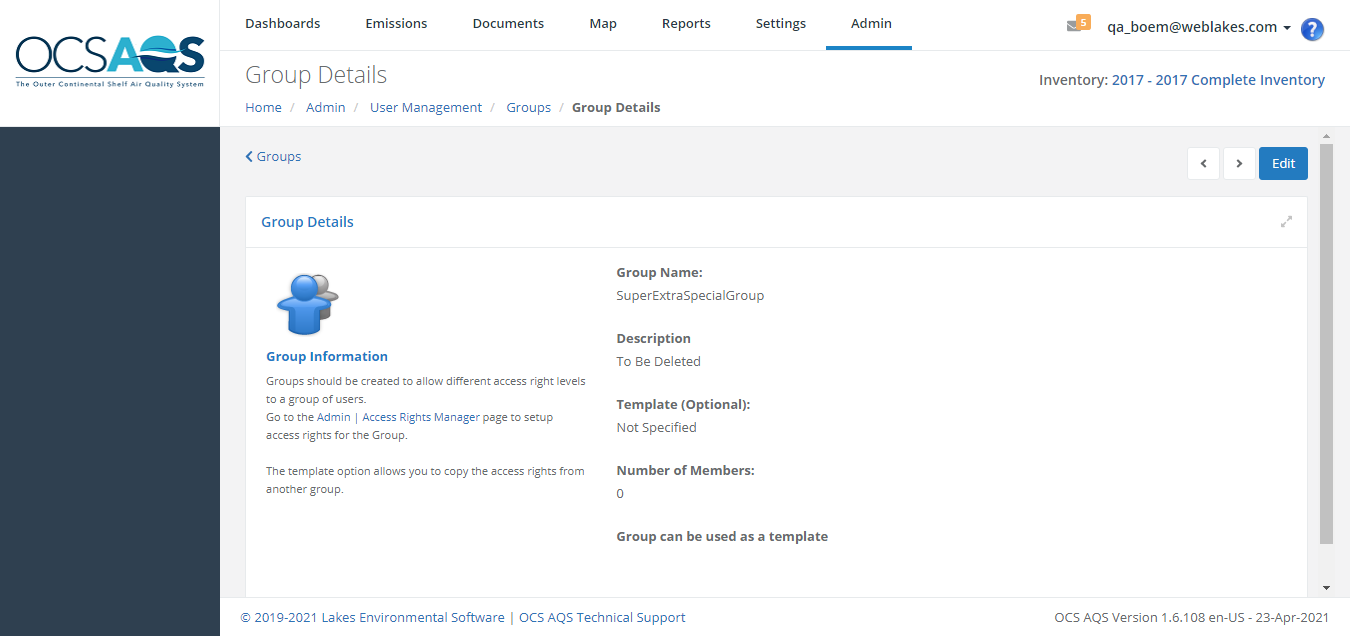 OCSAQS
The Outer Continental Shelf Air Quality System
Dashboards Emissions Documents Map Reports Settings Admin
5 qa_boem@weblakes.com ?
Group Details
Inventory: 2017 - 2017 Complete Inventory
Home / Admin / User Management / Groups / Group Details
Groups
Edit
Group Details
Group Information
Groups should be created to allow different access right levels
to a group of users.
Go to the Admin | Access Rights Manager page to setup
access rights for the Group.
The template option allows you to copy the access rights from
another group.
Group Name:
SuperExtraSpecialGroup
Description
To Be Deleted
Template (Optional):
Not Specified
Number of Members:
0
Group can be used as a template
© 2019-2021 Lakes Environmental Software | OCS AQS Technical Support
OCS AQS Version 1.6.108 en-US - 23-Apr-2021